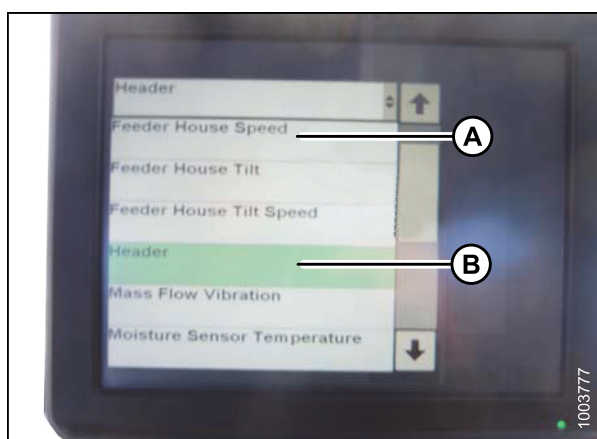 Header
Feeder House Speed
A
Feeder House Tilt
Feeder House Tilt Speed
Header
B
Mass Flow Vibration
Moisture Sensor Temperature
1003777